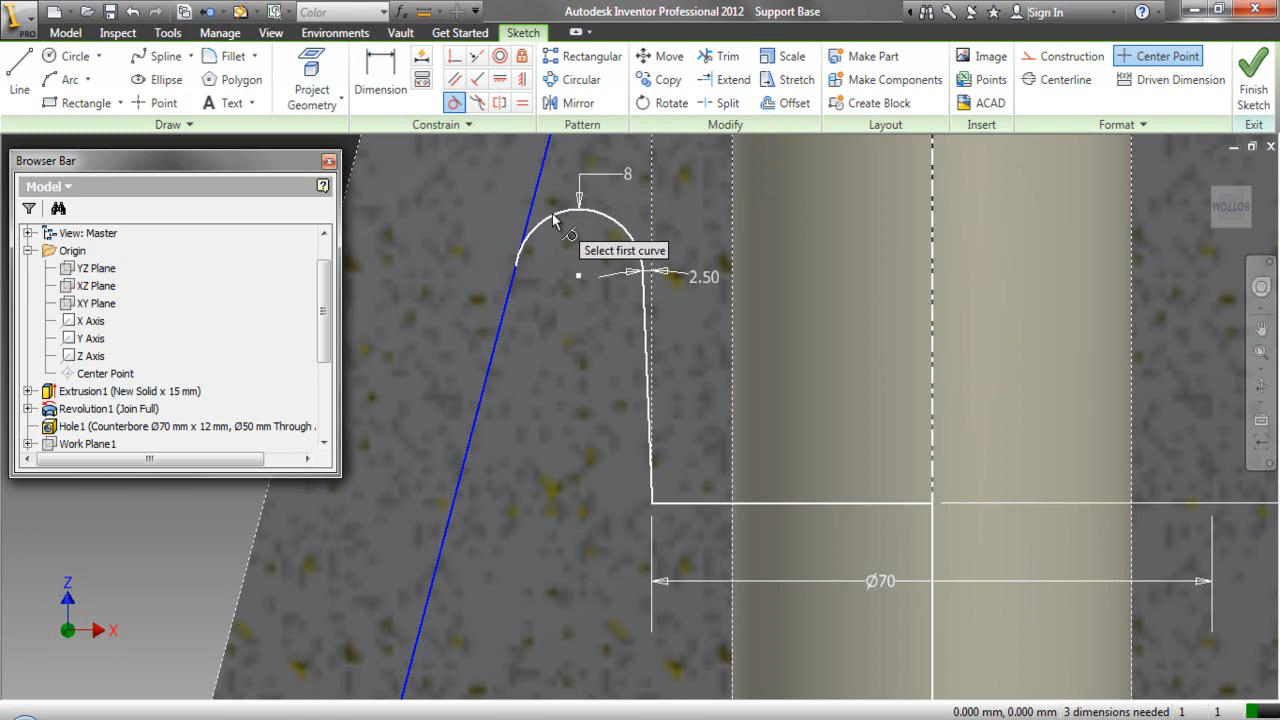 PRO
Color
Autodesk Inventor Professional 2012 Support Base
Sign In
Model Inspect Tools Manage View Environments Vault Get Started Sketch
Line
Circle Spline Fillet
Arc Ellipse Polygon
Rectangle Point A Text
Project Geometry
Dimension
Rectangular
Circular
Mirror
Move Trim Scale
Copy Extend Stretch
Rotate Split Offset
Make Part
Make Components
Create Block
Image
Points
ACAD
Construction Center Point
Centerline Driven Dimension
Finish Sketch
Draw Constrain Pattern Modify Layout Insert Format Exit
Browser Bar
Model
View: Master
Origin
YZ Plane
XZ Plane
XY Plane
X Axis
Y Axis
Z Axis
Center Point
Extrusion1 (New Solid x 15 mm)
Revolution1 (Join Full)
Hole1 (Counterbore Ø70 mm x 12 mm, Ø50 mm Through
Work Plane1
8
Select first curve
2.50
Ø70
BOTTOM
Z
X
0.000 mm, 0.000 mm 3 dimensions needed 1 1